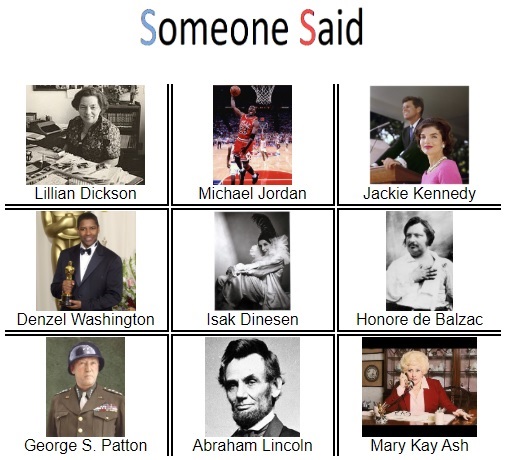 Someone Said
Lillian Dickson
Michael Jordan
Jackie Kennedy
Denzel Washington
Isak Dinesen
Honore de Balzac
George S. Patton
Abraham Lincoln
Mary Kay Ash